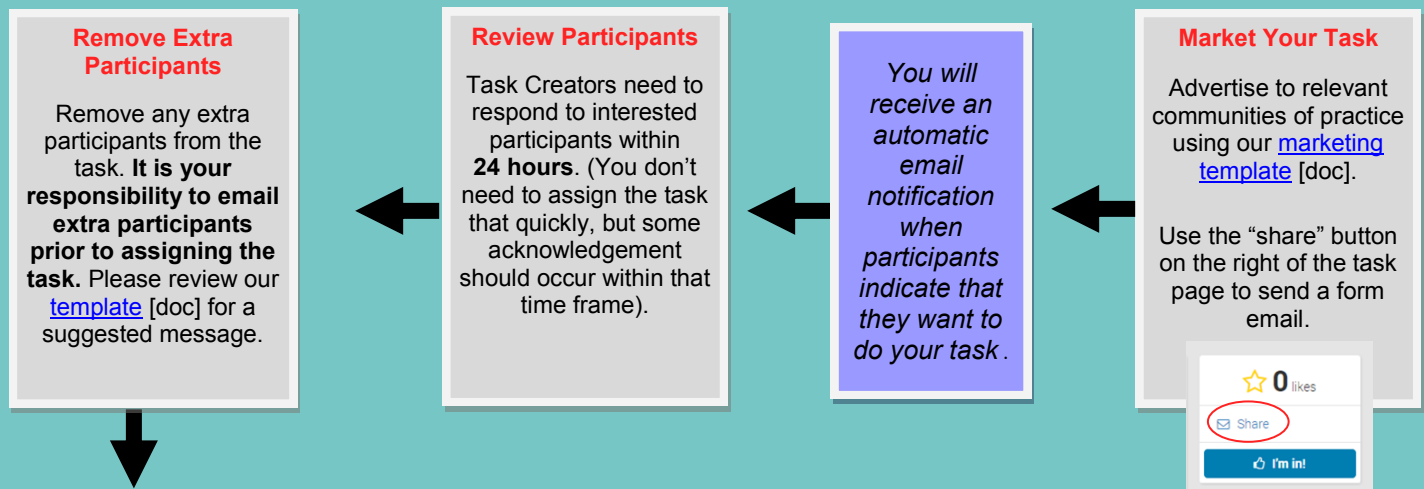 Remove Extra
Participants
Remove any extra
participants from the
task. It is your
responsibility to email
extra participants
prior to assigning the
task. Please review our
template [doc] for a
suggested message.
Review Participants
Task Creators need to
respond to interested
participants within
24 hours. (You don’t
need to assign the task
that quickly, but some
acknowledgement
should occur within that
time frame).
You will
receive an
automatic
email
notification
when
participants
indicate that
they want to
do your task .
Market Your Task
Advertise to relevant
communities of practice
using our marketing
template [doc].
Use the “share” button
on the right of the task
page to send a form
email.
0 likes
Share
I'm in!